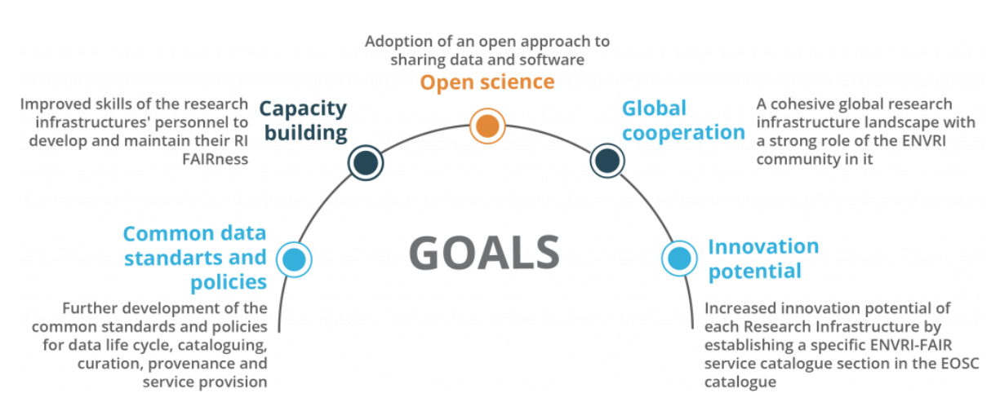 Adoption of an open approach to
sharing data and software
Open science
Improved skills of the research
infrastructures' personnel to
develop and maintain their RI
FAIRness
Capacity
building
Global
cooperation
A cohesive global research
infrastructure landscape with
a strong role of the ENVRI
community in it
Common data
standarts and
policies
Further development of the
common standards and policies
for data life cycle, cataloguing,
curation, provenance and
service provision
GOALS
Innovation
potential
Increased innovation potential of
each Research Infrastructure by
establishing a specific ENVRI-FAIR
service catalogue section in the EOSC
catalogue